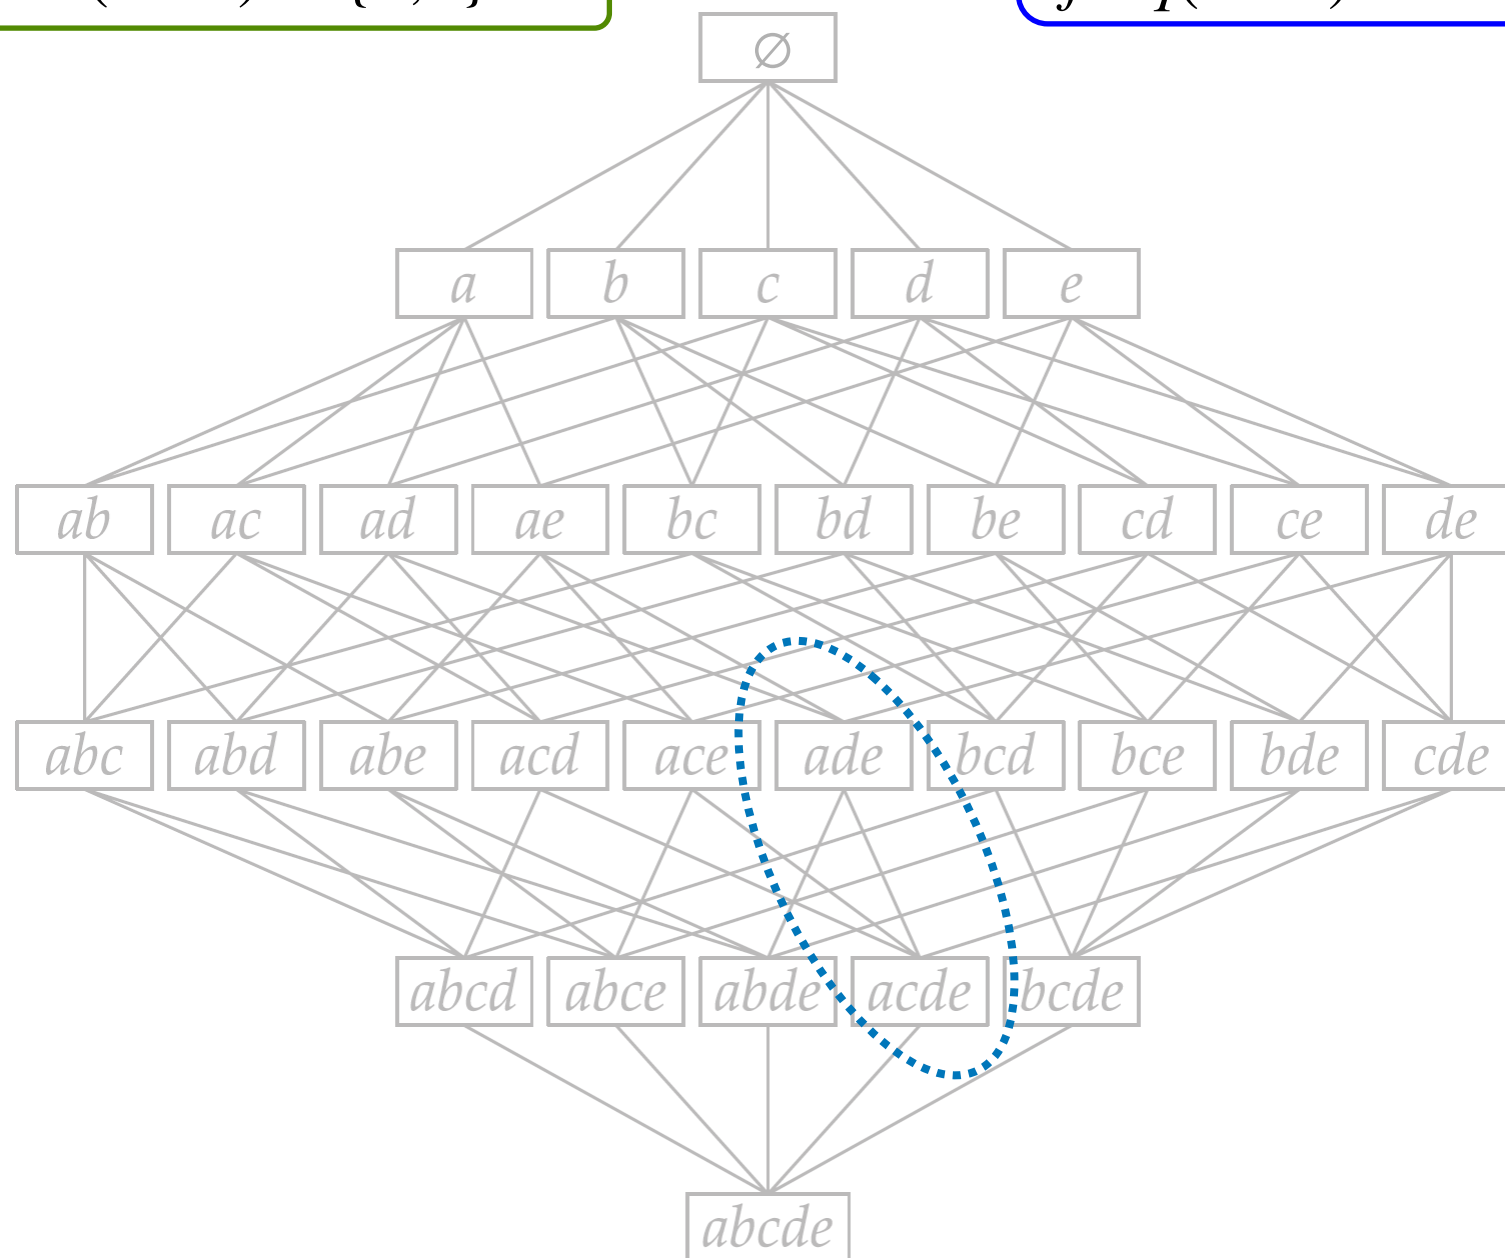 ∅
a b c d e
ab ac ad ae bc bd be cd ce de
abc abd abe acd ace ade bcd bce bde cde
abcd abce abde acde bcde
abcde